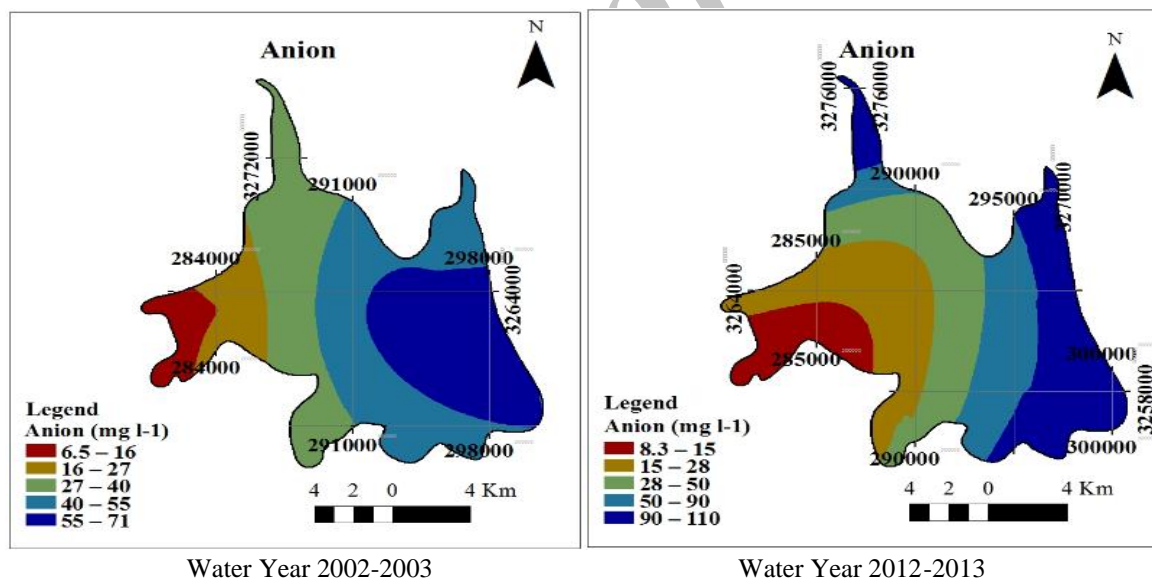 Anion
N
3272000
291000
284000
298000
3264000
284000
291000
298000
Legend
Anion (mg l-1)
6.5 – 16
16 – 27
27 – 40
40 – 55
55 – 71
4 2 0 4 Km
Water Year 2002-2003
Anion
N
3276000
3276000
290000
295000
3270000
285000
3264000
285000
300000
3258000
290000
300000
Legend
Anion (mg l-1)
8.3 – 15
15 – 28
28 – 50
50 – 90
90 – 110
4 2 0 4 Km
Water Year 2012-2013